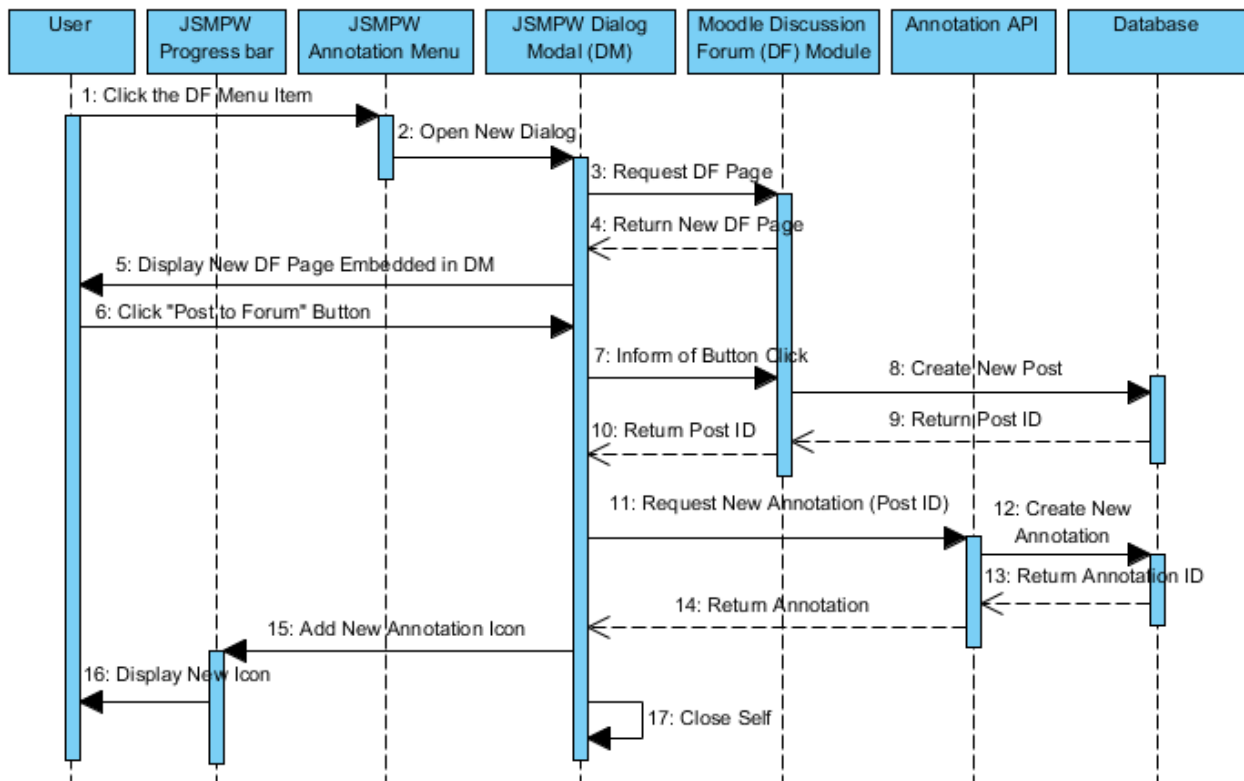 User
JSMPW
Progress bar
JSMPW
Annotation Menu
JSMPW Dialog
Modal (DM)
Moodle Discussion
Forum (DF) Module
Annotation API
Database
1: Click the DF Menu Item
2: Open New Dialog
3: Request DF Page
4: Return New DF Page
5: Display New DF Page Embedded in DM
6: Click "Post to Forum" Button
7: Inform of Button Click
8: Create New Post
9: Return Post ID
10: Return Post ID
11: Request New Annotation (Post ID)
12: Create New
Annotation
13: Return Annotation ID
14: Return Annotation
15: Add New Annotation Icon
16: Display New Icon
17: Close Self